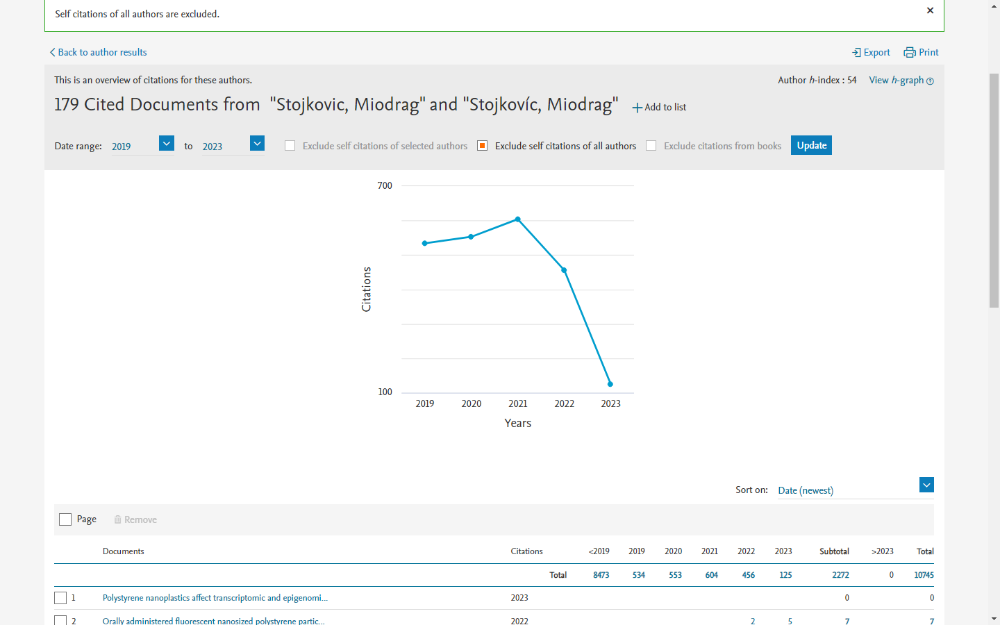 Self citations of all authors are excluded.
Back to author results
Export
Print
This is an overview of citations for these authors.
Author h-index : 54
View h-graph
179 Cited Documents from "Stojkovic, Miodrag" and "Stojkovíc, Miodrag"
Add to list
Date range: 2019 to 2023
Exclude self citations of selected authors
Exclude self citations of all authors
Exclude citations from books
Update
700
Citations
100
2019 2020 2021 2022 2023
Years
Sort on: Date (newest)
Page
Remove
Documents Citations <2019 2019 2020 2021 2022 2023 Subtotal >2023 Total
Total 8473 534 553 604 456 125 2272 0 10745
1 Polystyrene nanoplastics affect transcriptomic and epigenomi... 2023 0 0
2 Orally administered fluorescent nanosized polystyrene partic... 2022 2 5 7 7